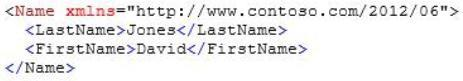 <Name xmlns="http://www.contoso.com/2012/06">
  <LastName>Jones</LastName>
  <FirstName>David</FirstName>
</Name>